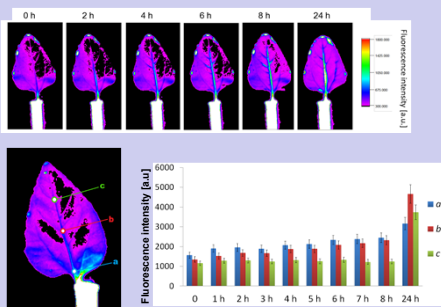 0 h 2 h 4 h 6 h 8 h 24 h
Fluorescence intensity [a.u.]
c
b
a
Fluorescence intensity [a.u]
6000
5000
4000
3000
2000
1000
0
0 1 h 2 h 3 h 4 h 5 h 6 h 7 h 8 h 24 h
a
b
c